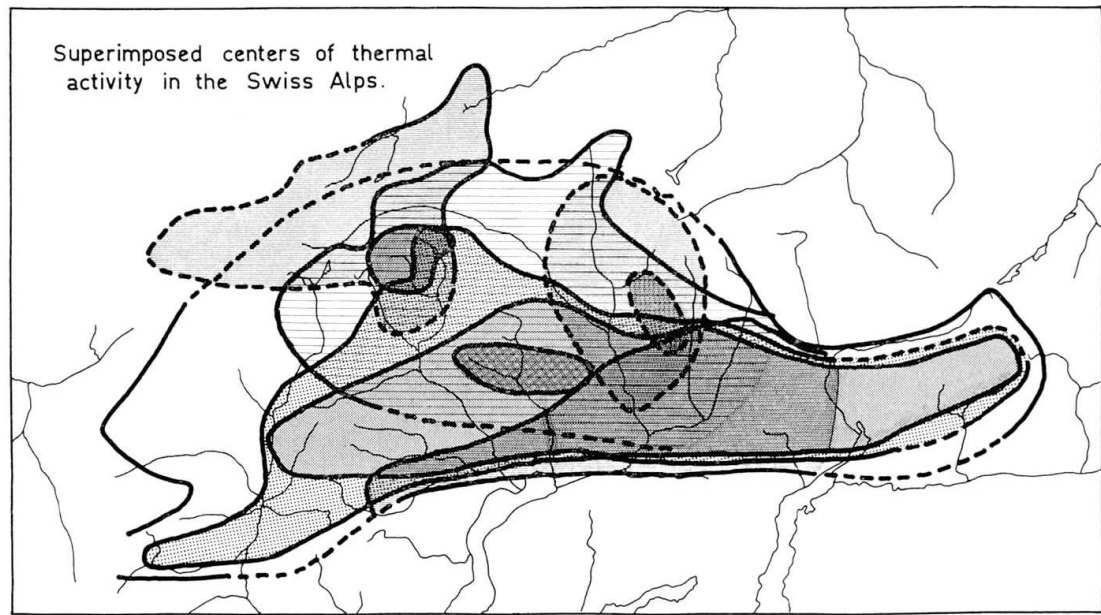 Superimposed centers of thermal
activity in the Swiss Alps.